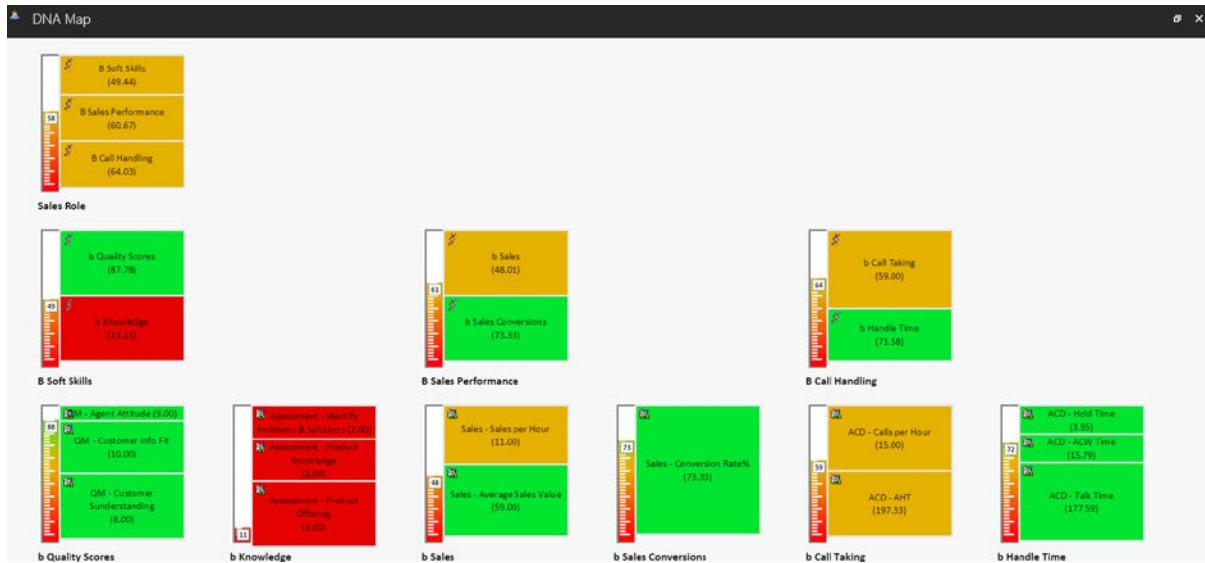 DNA Map
B Soft Skills
(49.44)
58
B Sales Performance
(60.67)
B Call Handling
(64.03)
Sales Role
b Quality Scores
(87.78)
49
b Knowledge
(11.11)
B Soft Skills
b Sales
(48.01)
61
b Sales Conversions
(73.33)
B Sales Performance
b Call Taking
(59.00)
64
b Handle Time
(71.58)
B Call Handling
QM - Agent Attitude (9.00)
88
QM - Customer Info Fit
(10.00)
QM - Customer
Sunderstanding
(8.00)
b Quality Scores
Assessment - Identify
Problems & Solutions (2.00)
Assessment - Product
Knowledge
(2.00)
Assessment - Product
Offering
(2.00)
11
b Knowledge
Sales - Sales per Hour
(11.00)
48
Sales - Average Sales Value
(59.00)
b Sales
73
Sales - Conversion Rate%
(73.33)
b Sales Conversions
ACD - Calls per Hour
(15.00)
59
ACD - AHT
(197.33)
b Call Taking
ACD - Hold Time
(3.95)
72
ACD - ACW Time
(15.79)
ACD - Talk Time
(177.59)
b Handle Time